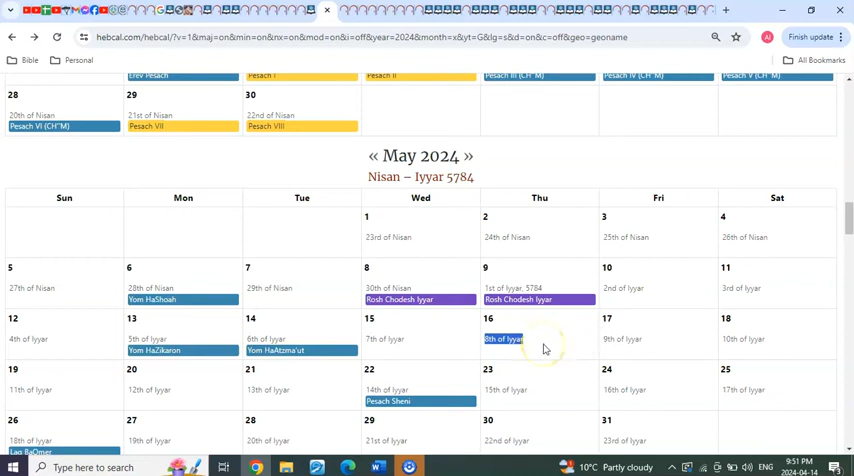 Finish update
hebcal.com/hebcal/?v=1&maj=on&min=on&nx=on&mod=on&i=off&year=2024&month=x&yt=G&lg=s&d=on&c=off&geo=geoname
AI
Bible
Personal
All Bookmarks
Erev Pesach
Pesach I
Pesach II
Pesach III (CH"M)
Pesach IV (CH"M)
Pesach V (CH"M)
28
29
30
20th of Nisan
21st of Nisan
22nd of Nisan
Pesach VI (CH"M)
Pesach VII
Pesach VIII
« May 2024 »
Nisan – Iyyar 5784
Sun Mon Tue Wed Thu Fri Sat
1 2 3 4
23rd of Nisan 24th of Nisan 25th of Nisan 26th of Nisan
5 6 7 8 9 10 11
27th of Nisan 28th of Nisan 29th of Nisan 30th of Nisan 1st of Iyyar, 5784 2nd of Iyyar 3rd of Iyyar
Yom HaShoah Rosh Chodesh Iyyar Rosh Chodesh Iyyar
12 13 14 15 16 17 18
4th of Iyyar 5th of Iyyar 6th of Iyyar 7th of Iyyar 8th of Iyyar 9th of Iyyar 10th of Iyyar
Yom HaZikaron Yom HaAtzma'ut
19 20 21 22 23 24 25
11th of Iyyar 12th of Iyyar 13th of Iyyar 14th of Iyyar 15th of Iyyar 16th of Iyyar 17th of Iyyar
Pesach Sheni
26 27 28 29 30 31
18th of Iyyar 19th of Iyyar 20th of Iyyar 21st of Iyyar 22nd of Iyyar 23rd of Iyyar
Lag BaOmer
Type here to search
10°C Partly cloudy
ENG
9:51 PM
2024-04-14